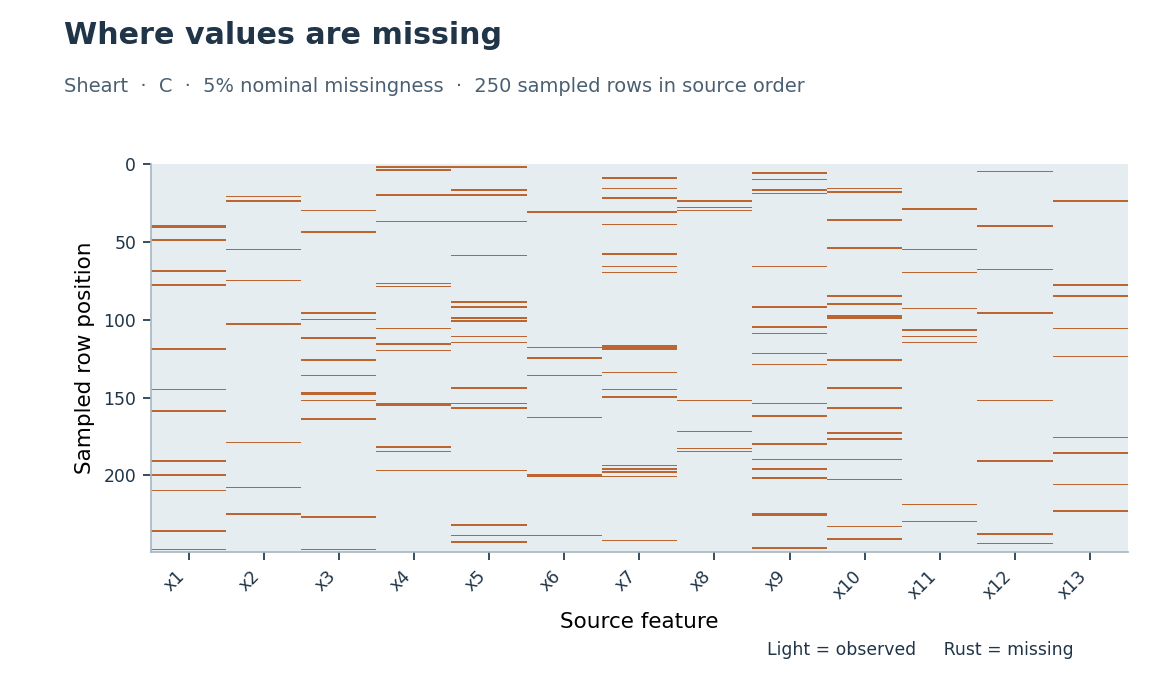 Where values are missing
Sheart · C · 5% nominal missingness · 250 sampled rows in source order
Sampled row position
0
50
100
150
200
x1 x2 x3 x4 x5 x6 x7 x8 x9 x10 x11 x12 x13
Source feature
Light = observed Rust = missing